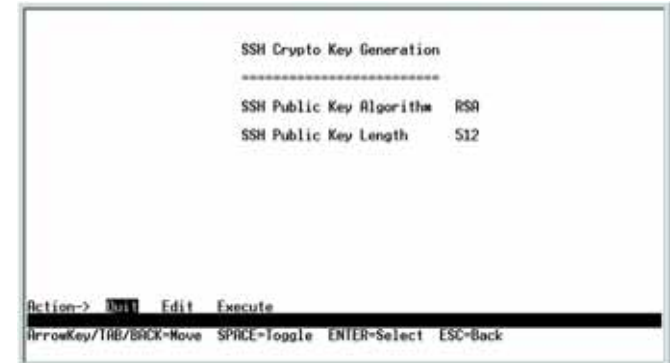 SSH Crypto Key Generation
==========================
SSH Public Key Algorithm RSA
SSH Public Key Length 512
Action-> Quit Edit Execute
ArrowKey/TAB/BACK=Move SPACE=Toggle ENTER=Select ESC=Back